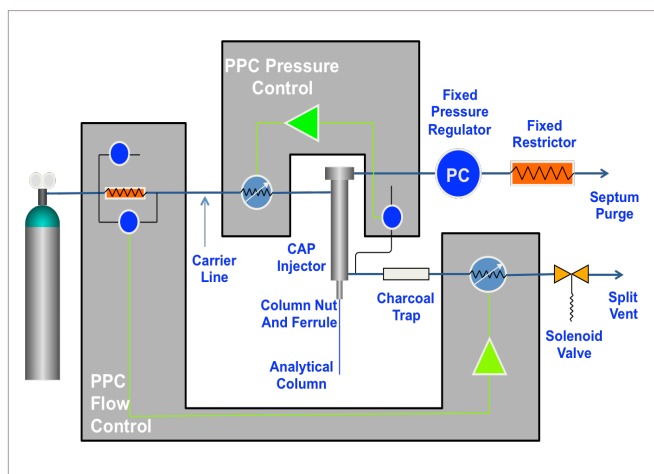 PPC Pressure
Control
Fixed
Pressure
Regulator
Fixed
Restrictor
PC
Septum
Purge
Carrier
Line
CAP
Injector
Column Nut
And Ferrule
Charcoal
Trap
Split
Vent
Solenoid
Valve
Analytical
Column
PPC
Flow
Control